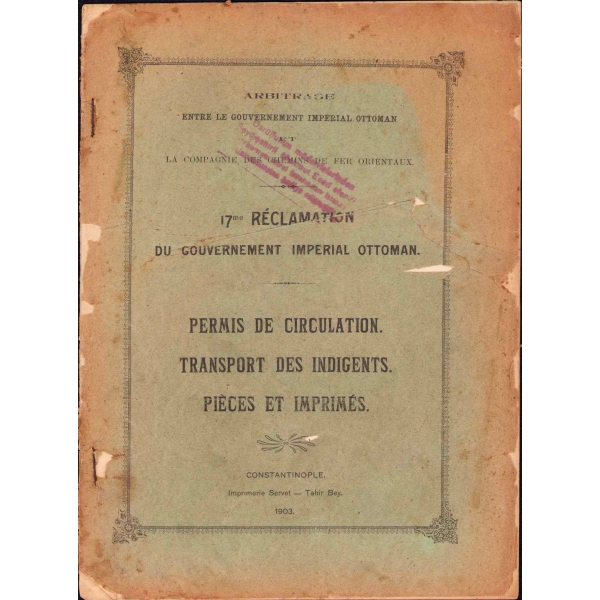 ARBITRAGE
ENTRE LE GOUVERNEMENT IMPÉRIAL OTTOMAN
ET
LA COMPAGNIE DES CHEMINS DE FER ORIENTAUX.
17me RÉCLAMATION
DU GOUVERNEMENT IMPERIAL OTTOMAN.
PERMIS DE CIRCULATION.
TRANSPORT DES INDIGENTS.
PIÈCES ET IMPRIMÉS.
CONSTANTINOPLE.
Imprimerie Servet — Tahir Bey.
1903.